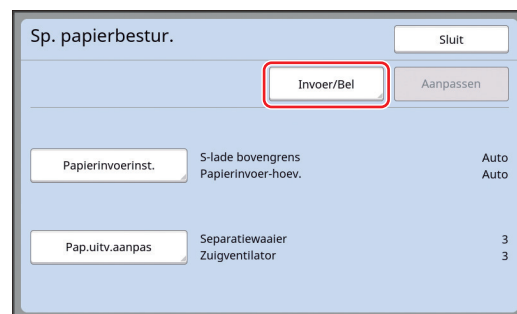 Sp. papierbestur.
Sluit
Invoer/Bel
Aanpassen
Papierinvoerinst.
S-lade bovengrens Auto
Papierinvoer-hoev. Auto
Pap.uitv.aanpas
Separatiewaaier 3
Zuigventilator 3